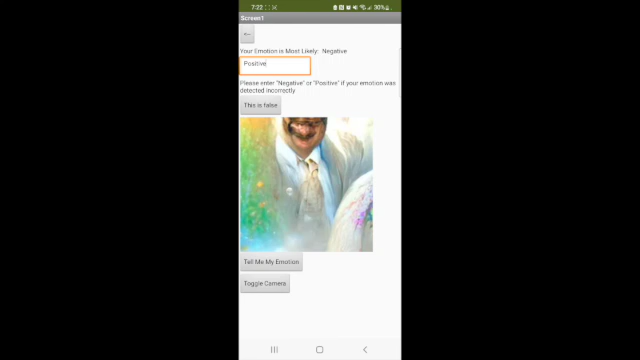 7:22
30%
Screen1
<--
Your Emotion is Most Likely: Negative
Positive
Please enter "Negative" or "Positive" if your emotion was
detected incorrectly
This is false
Tell Me My Emotion
Toggle Camera